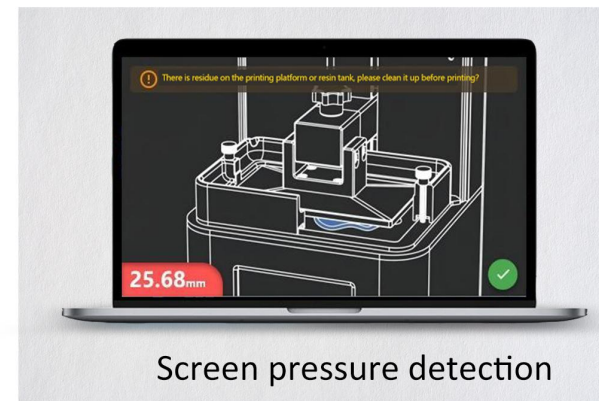 There is residue on the printing platform or resin tank, please clean it up before printing?
25.68mm
Screen pressure detection